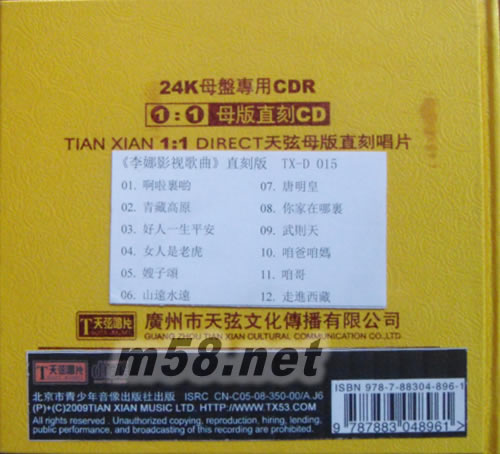 24K母盤專用CDR
1:1 母版直刻CD
TIAN XIAN 1:1 DIRECT天弦母版直刻唱片
《李娜影视歌曲》直刻版 TX-D 015
01. 啊啦裏喲
02. 青藏高原
03. 好人一生平安
04. 女人是老虎
05. 嫂子頌
06. 山遠水遠
07. 唐明皇
08. 你家在哪裏
09. 武則天
10. 咱爸咱媽
11. 咱哥
12. 走進西藏
天弦唱片
廣州市天弦文化傳播有限公司
GUANG ZHOU TIAN XIAN CULTURAL COMMUNICATION CO.,LTD.
m58.net
天弦唱片
北京市青少年音像出版社出版 ISRC CN-C05-08-350-00/A.J6
(P)+(C)2009TIAN XIAN MUSIC LTD. HTTP://WWW.TX53.COM
All rights reserved . Unauthorized copying, reproduction, hiring, lending,
public performance, and broadcasting of this recording are prohibited.
ISBN 978-7-88304-896-1
9 787883 048961 >